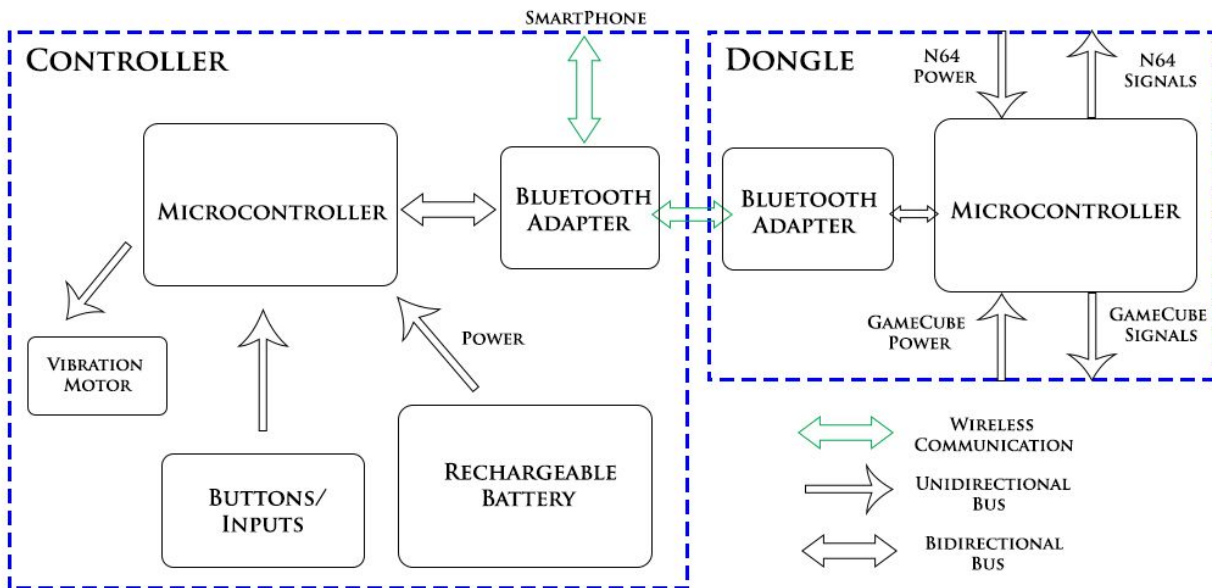 SMARTPHONE
CONTROLLER
MICROCONTROLLER
BLUETOOTH
ADAPTER
VIBRATION
MOTOR
POWER
BUTTONS/
INPUTS
RECHARGEABLE
BATTERY
DONGLE
N64
POWER
N64
SIGNALS
BLUETOOTH
ADAPTER
MICROCONTROLLER
GAMECUBE
POWER
GAMECUBE
SIGNALS
WIRELESS
COMMUNICATION
UNIDIRECTIONAL
BUS
BIDIRECTIONAL
BUS